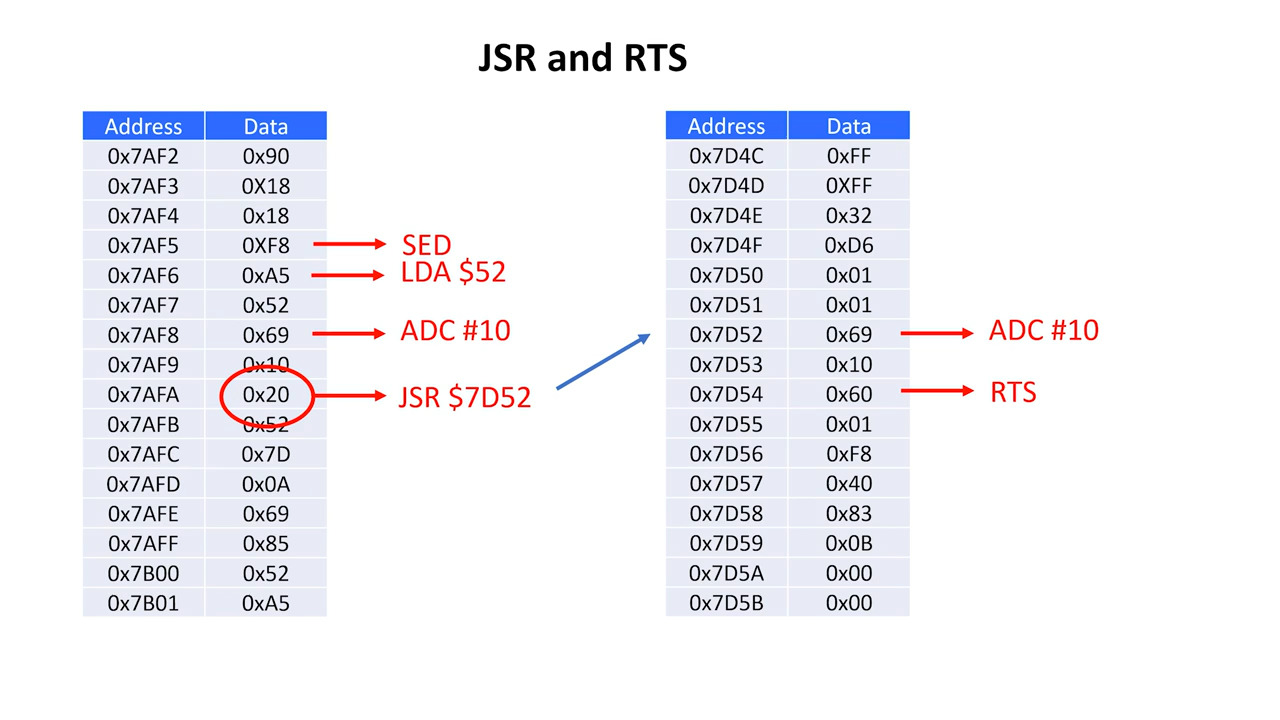 JSR and RTS
Address Data
0x7AF2 0x90
0x7AF3 0X18
0x7AF4 0x18
0x7AF5 0XF8
0x7AF6 0xA5
0x7AF7 0x52
0x7AF8 0x69
0x7AF9 0x10
0x7AFA 0x20
0x7AFB 0x52
0x7AFC 0x7D
0x7AFD 0x0A
0x7AFE 0x69
0x7AFF 0x85
0x7B00 0x52
0x7B01 0xA5
SED
LDA $52
ADC #10
JSR $7D52
Address Data
0x7D4C 0xFF
0x7D4D 0XFF
0x7D4E 0x32
0x7D4F 0xD6
0x7D50 0x01
0x7D51 0x01
0x7D52 0x69
0x7D53 0x10
0x7D54 0x60
0x7D55 0x01
0x7D56 0xF8
0x7D57 0x40
0x7D58 0x83
0x7D59 0x0B
0x7D5A 0x00
0x7D5B 0x00
ADC #10
RTS